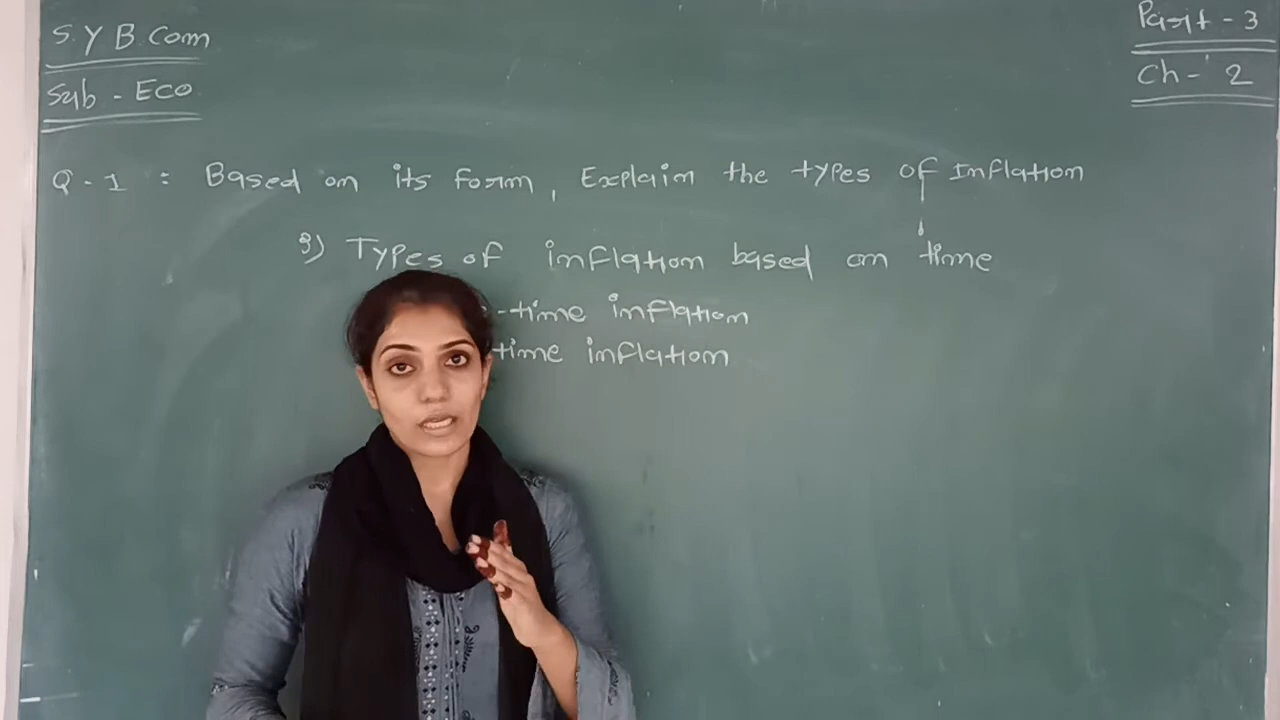 S. Y B. Com
Sub - Eco
Part - 3
Ch - 2
Q - 1 : Based on its form, Explain the types of Inflation
3) Types of inflation based on time
-time inflation
time inflation